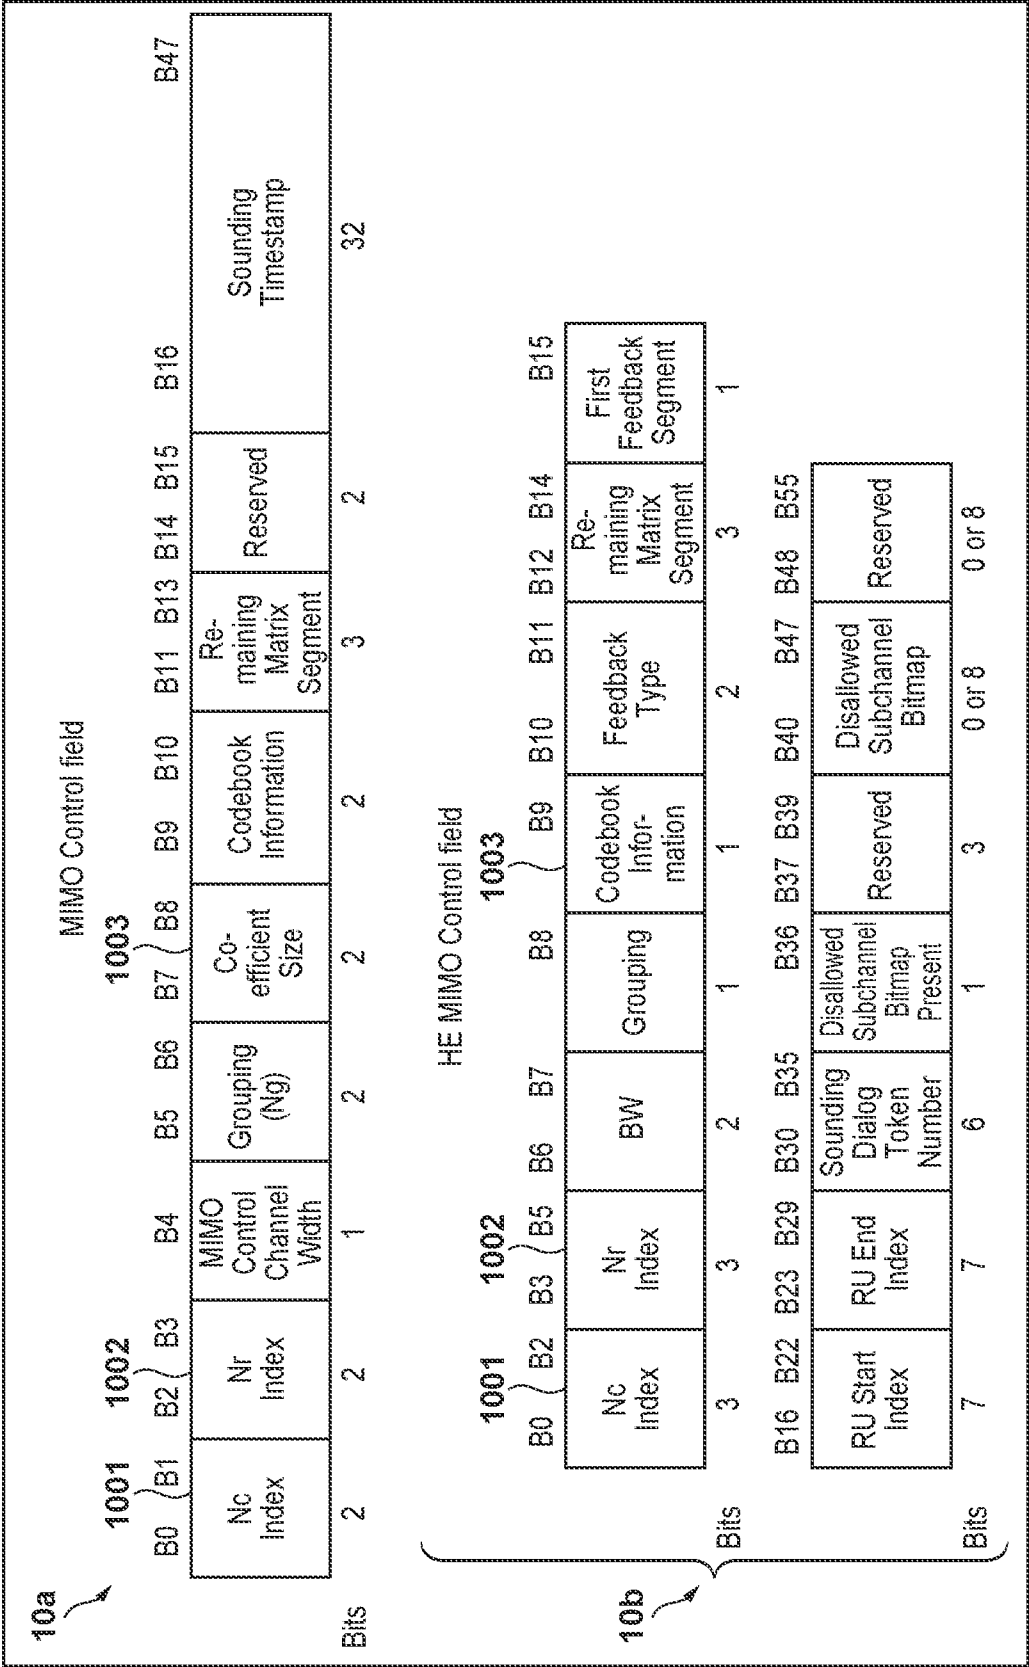 10a
MIMO Control field
1001
1002
1003
B0 B1 B2 B3 B4 B5 B6 B7 B8 B9 B10 B11 B13 B14 B15 B16 B47
Nc
Index
Nr
Index
MIMO
Control
Channel
Width
Grouping
(Ng)
Co-
efficient
Size
Codebook
Information
Re-
maining
Matrix
Segment
Reserved
Sounding
Timestamp
Bits 2 2 1 2 2 2 3 2 32
10b
HE MIMO Control field
1001
1002
1003
B0 B2 B3 B5 B6 B7 B8 B9 B10 B11 B12 B14 B15
Nc
Index
Nr
Index
BW
Grouping
Codebook
Infor-
mation
Feedback
Type
Re-
maining
Matrix
Segment
First
Feedback
Segment
Bits 3 3 2 1 1 2 3 1
B16 B22 B23 B29 B30 B35 B36 B37 B39 B40 B47 B48 B55
RU Start
Index
RU End
Index
Sounding
Dialog
Token
Number
Disallowed
Subchannel
Bitmap
Present
Reserved
Disallowed
Subchannel
Bitmap
Reserved
Bits 7 7 6 1 3 0 or 8 0 or 8